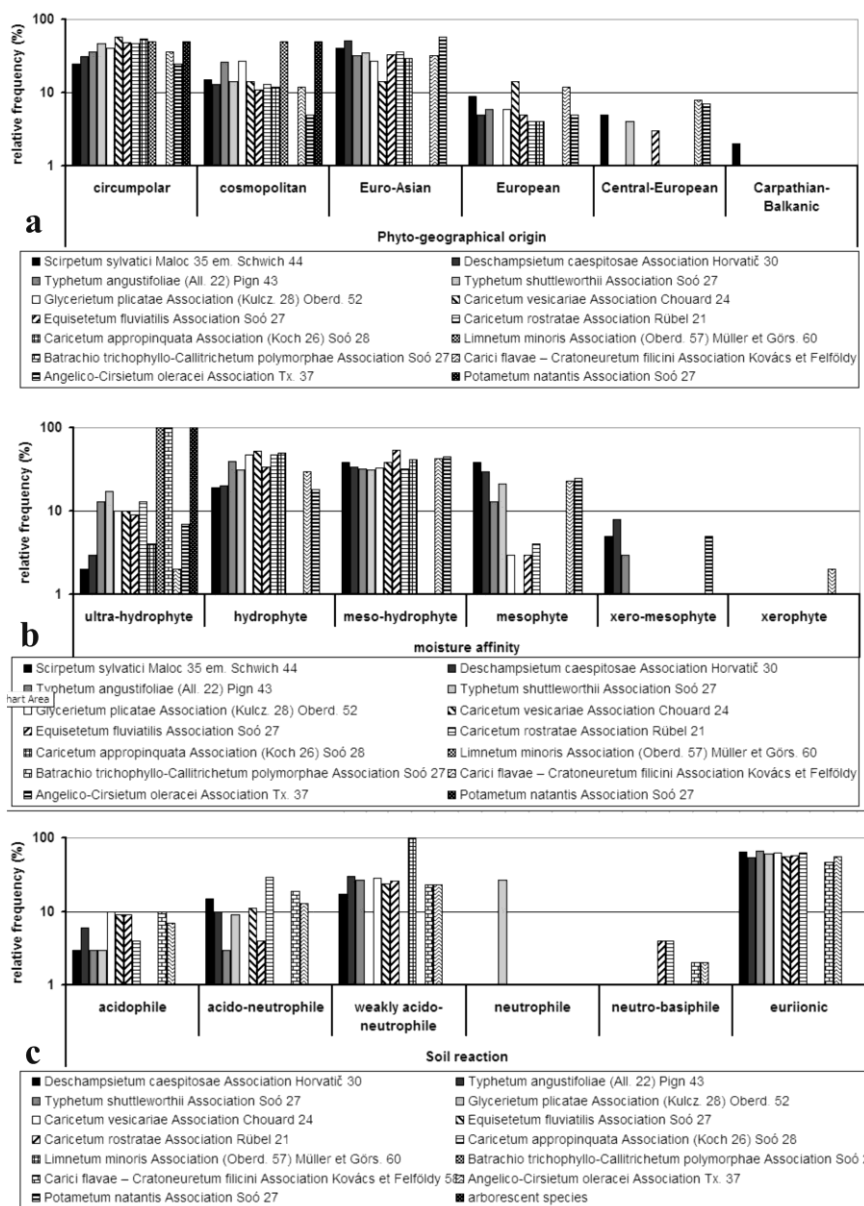 relative frequency (%)
100
10
1
circumpolar cosmopolitan Euro-Asian European Central-European Carpathian-
Balkanic
a
Phyto-geographical origin
Scirpetum sylvatici Maloc 35 em. Schwich 44 Deschampsietum caespitosae Association Horvatič 30
Typhetum angustifoliae (All. 22) Pign 43 Typhetum shuttleworthii Association Soó 27
Glycerietum plicatae Association (Kulcz. 28) Oberd. 52 Caricetum vesicariae Association Chouard 24
Equisetetum fluviatilis Association Soó 27 Caricetum rostratae Association Rübel 21
Caricetum appropinquata Association (Koch 26) Soó 28 Limnetum minoris Association (Oberd. 57) Müller et Görs. 60
Batrachio trichophyllo-Callitrichetum polymorphae Association Soó 27 Carici flavae – Cratoneuretum filicini Association Kovács et Felföldy
Angelico-Cirsietum oleracei Association Tx. 37 Potametum natantis Association Soó 27
relative frequency (%)
100
10
1
ultra-hydrophyte hydrophyte meso-hydrophyte mesophyte xero-mesophyte xerophyte
b
moisture affinity
Scirpetum sylvatici Maloc 35 em. Schwich 44 Deschampsietum caespitosae Association Horvatič 30
Typhetum angustifoliae (All. 22) Pign 43 Typhetum shuttleworthii Association Soó 27
hart Area
Glycerietum plicatae Association (Kulcz. 28) Oberd. 52 Caricetum vesicariae Association Chouard 24
Equisetetum fluviatilis Association Soó 27 Caricetum rostratae Association Rübel 21
Caricetum appropinquata Association (Koch 26) Soó 28 Limnetum minoris Association (Oberd. 57) Müller et Görs. 60
Batrachio trichophyllo-Callitrichetum polymorphae Association Soó 27 Carici flavae – Cratoneuretum filicini Association Kovács et Felföldy
Angelico-Cirsietum oleracei Association Tx. 37 Potametum natantis Association Soó 27
relative frequency (%)
100
10
1
acidophile acido-neutrophile weakly acido- neutrophile neutro-basiphile euriionic
neutrophile
c
Soil reaction
Deschampsietum caespitosae Association Horvatič 30 Typhetum angustifoliae (All. 22) Pign 43
Typhetum shuttleworthii Association Soó 27 Glycerietum plicatae Association (Kulcz. 28) Oberd. 52
Caricetum vesicariae Association Chouard 24 Equisetetum fluviatilis Association Soó 27
Caricetum rostratae Association Rübel 21 Caricetum appropinquata Association (Koch 26) Soó 28
Limnetum minoris Association (Oberd. 57) Müller et Görs. 60 Batrachio trichophyllo-Callitrichetum polymorphae Association Soó
Carici flavae – Cratoneuretum filicini Association Kovács et Felföldy Angelico-Cirsietum oleracei Association Tx. 37
Potametum natantis Association Soó 27 arborescent species